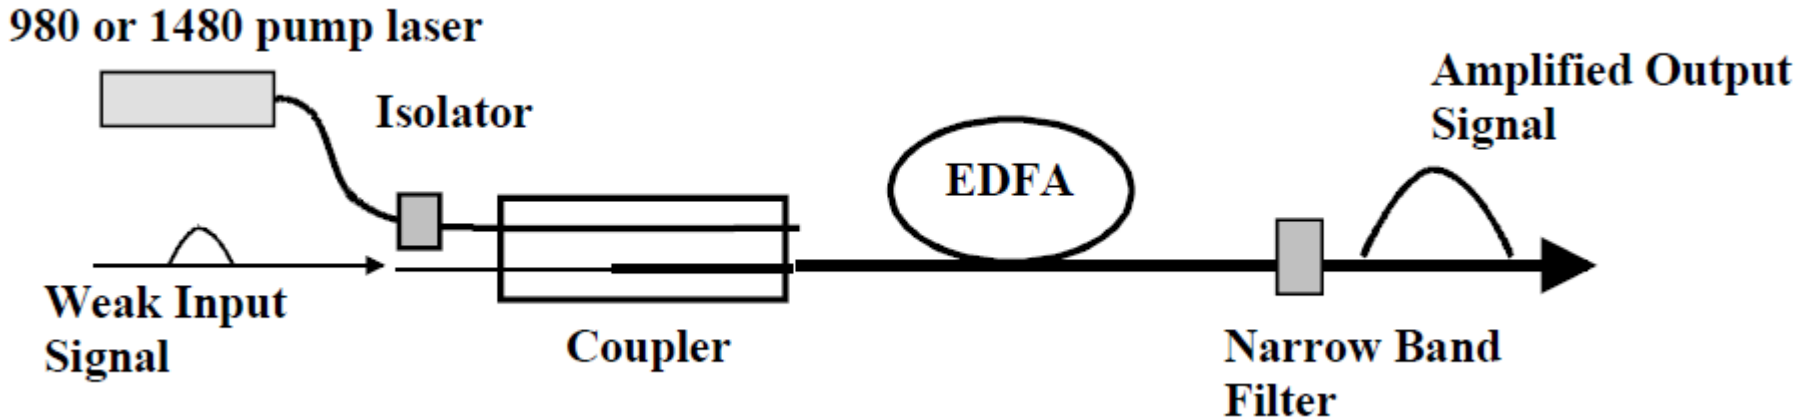 980 or 1480 pump laser
Isolator
Amplified Output
Signal
EDFA
Weak Input
Signal
Coupler
Narrow Band
Filter